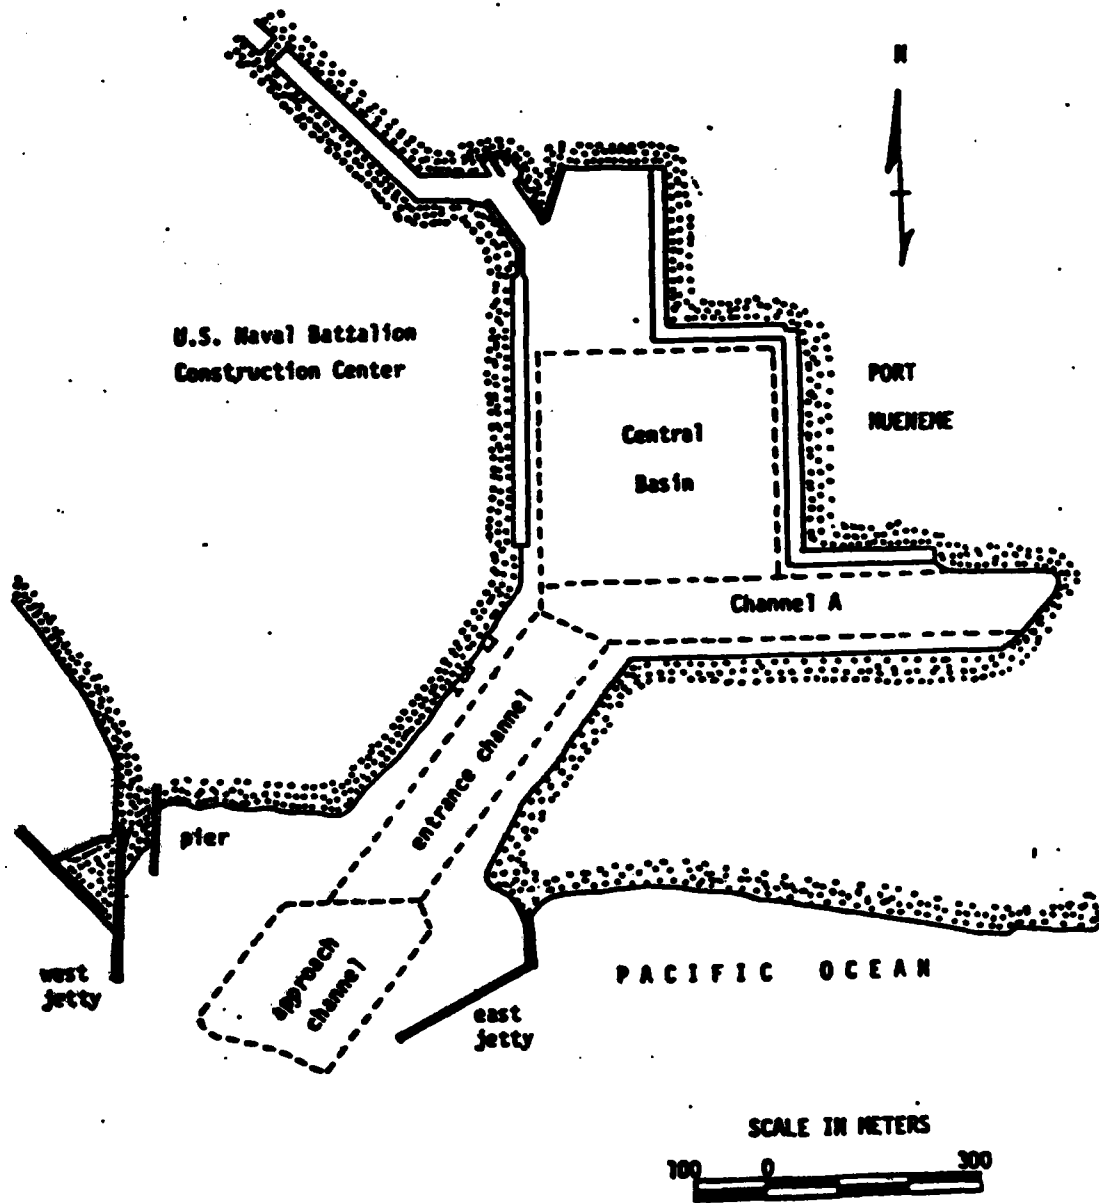 N
U.S. Naval Battalion
Construction Center
PORT
HUENEME
Central
Basin
Channel A
entrance channel
pier
approach
channel
west
jetty
east
jetty
PACIFIC OCEAN
SCALE IN METERS
100 0 300